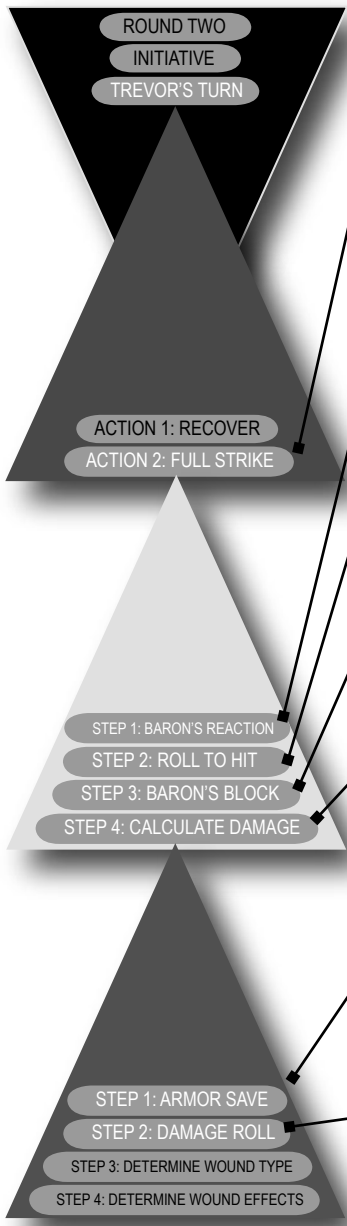 ROUND TWO
INITIATIVE
TREVOR'S TURN
ACTION 1: RECOVER
ACTION 2: FULL STRIKE
STEP 1: BARON'S REACTION
STEP 2: ROLL TO HIT
STEP 3: BARON'S BLOCK
STEP 4: CALCULATE DAMAGE
STEP 1: ARMOR SAVE
STEP 2: DAMAGE ROLL
STEP 3: DETERMINE WOUND TYPE
STEP 4: DETERMINE WOUND EFFECTS